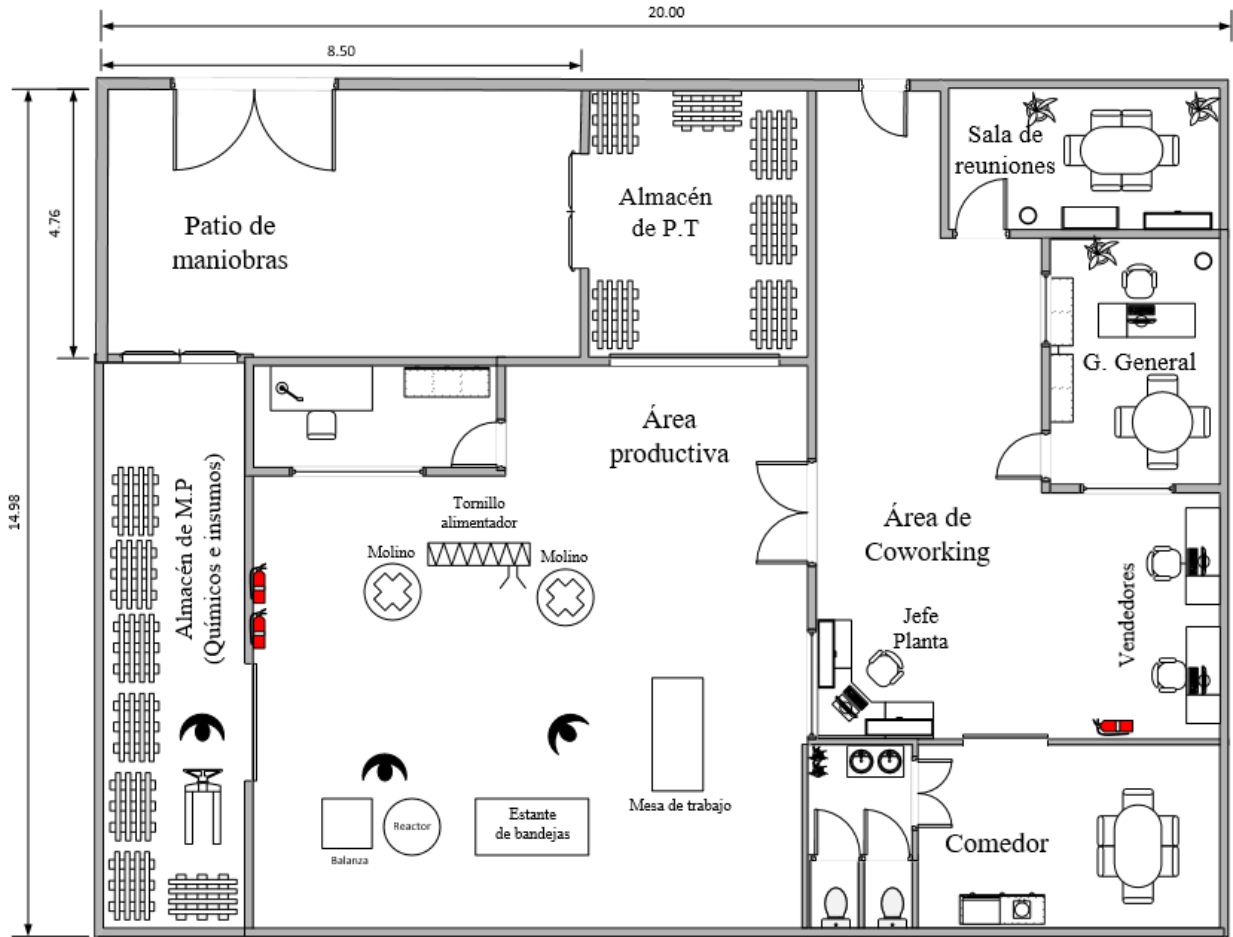 20.00
8.50
4.76
14.98
Patio de
maniobras
Almacén
de P.T
Sala de
reuniones
G. General
Área
productiva
Almacén de M.P
(Químicos e insumos)
Tornillo
alimentador
Molino
Molino
Área de
Coworking
Jefe
Planta
Vendedores
Mesa de trabajo
Estante
de bandejas
Reactor
Balanza
Comedor